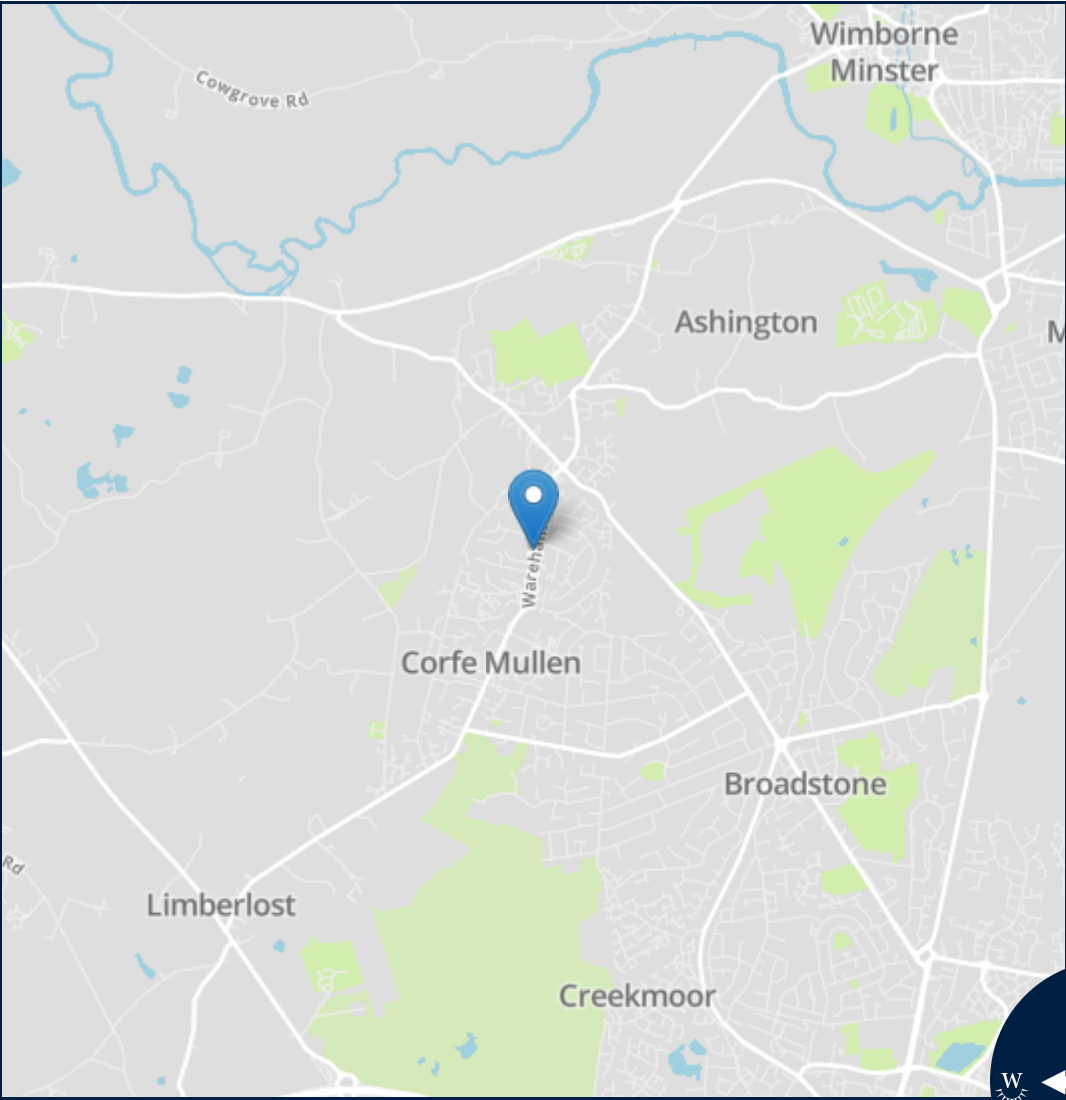 Wimborne
Minster
Cowgrove Rd
Ashington
M
Wareham
Corfe Mullen
Broadstone
Rd
Limberlost
Creekmoor
W